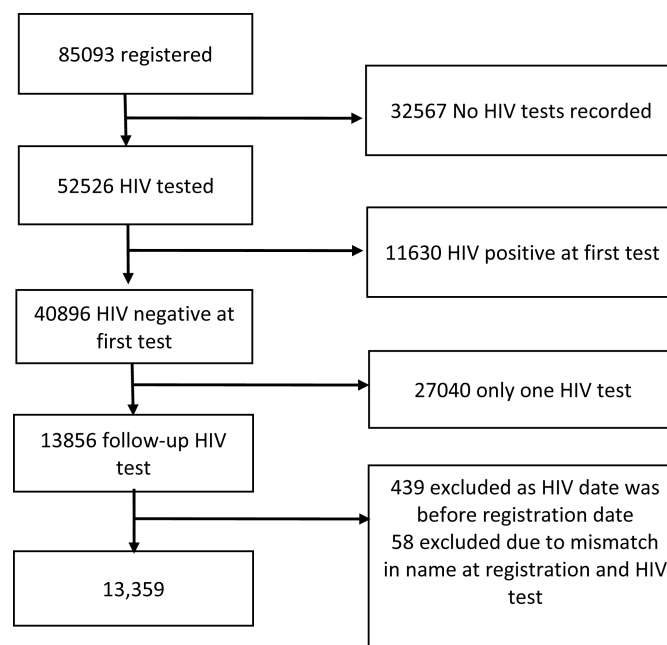 85093 registered
32567 No HIV tests recorded
52526 HIV tested
11630 HIV positive at first test
40896 HIV negative at
first test
27040 only one HIV test
13856 follow-up HIV
test
439 excluded as HIV date was
before registration date
58 excluded due to mismatch
in name at registration and HIV
test
13,359